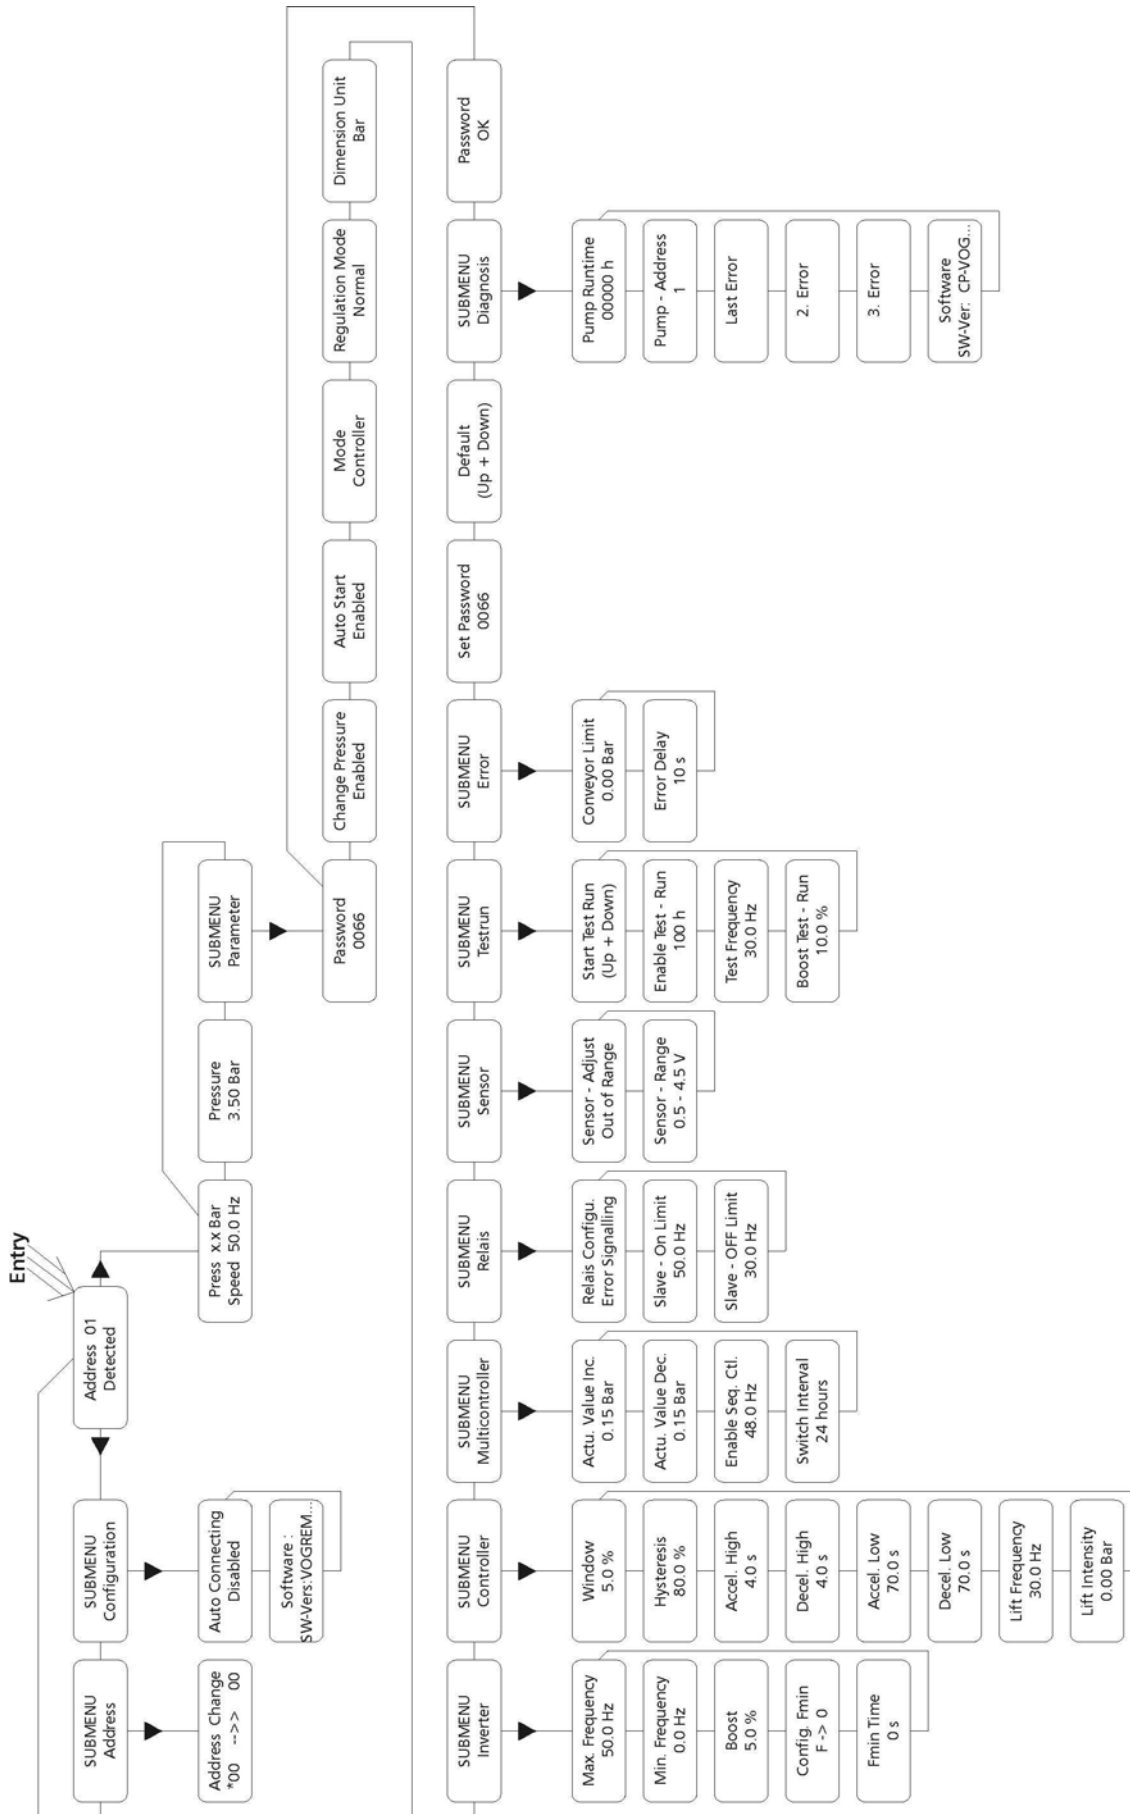 Entry
SUBMENU
Address
SUBMENU
Configuration
Address 01
Detected
Address Change
*00 -->> 00
Auto Connecting
Disabled
Software :
SW-Vers:VOGREM...
Press x.x Bar
Speed 50.0 Hz
Pressure
3.50 Bar
SUBMENU
Parameter
Password
0066
Change Pressure
Enabled
Auto Start
Enabled
Mode
Controller
Regulation Mode
Normal
Dimension Unit
Bar
SUBMENU
Inverter
SUBMENU
Controller
SUBMENU
Multicontroller
SUBMENU
Relais
SUBMENU
Sensor
SUBMENU
Testrun
SUBMENU
Error
Set Password
0066
Default
(Up + Down)
SUBMENU
Diagnosis
Password
OK
Max. Frequency
50.0 Hz
Min. Frequency
0.0 Hz
Boost
5.0 %
Config. Fmin
F -> 0
Fmin Time
0 s
Window
5.0 %
Hysteresis
80.0 %
Accel. High
4.0 s
Decel. High
4.0 s
Accel. Low
70.0 s
Decel. Low
70.0 s
Lift Frequency
30.0 Hz
Lift Intensity
0.00 Bar
Actu. Value Inc.
0.15 Bar
Actu. Value Dec.
0.15 Bar
Enable Seq. Ctl.
48.0 Hz
Switch Interval
24 hours
Relais Configu.
Error Signalling
Slave - On Limit
50.0 Hz
Slave - OFF Limit
30.0 Hz
Sensor - Adjust
Out of Range
Sensor - Range
0.5 - 4.5 V
Start Test Run
(Up + Down)
Enable Test - Run
100 h
Test Frequency
30.0 Hz
Boost Test - Run
10.0 %
Conveyor Limit
0.00 Bar
Error Delay
10 s
Pump Runtime
00000 h
Pump - Address
1
Last Error
2. Error
3. Error
Software
SW-Ver: CP-VOG...